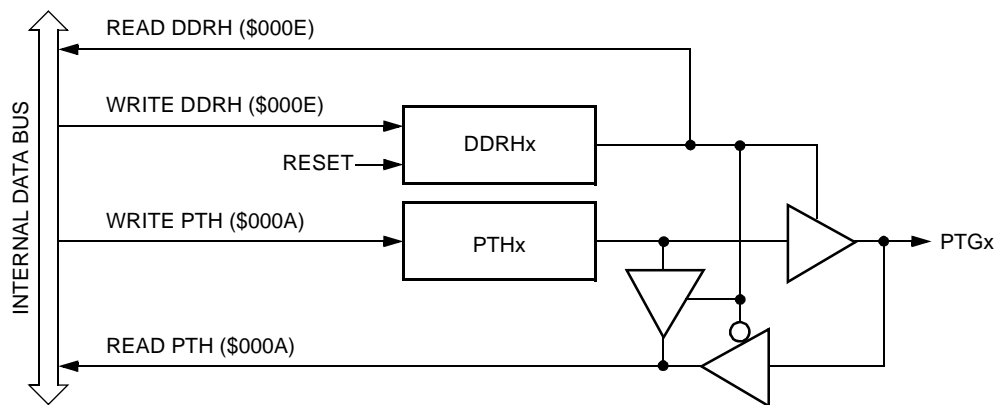 READ DDRH ($000E)
WRITE DDRH ($000E)
DDRHx
RESET
INTERNAL DATA BUS
WRITE PTH ($000A)
PTHx
PTGx
READ PTH ($000A)